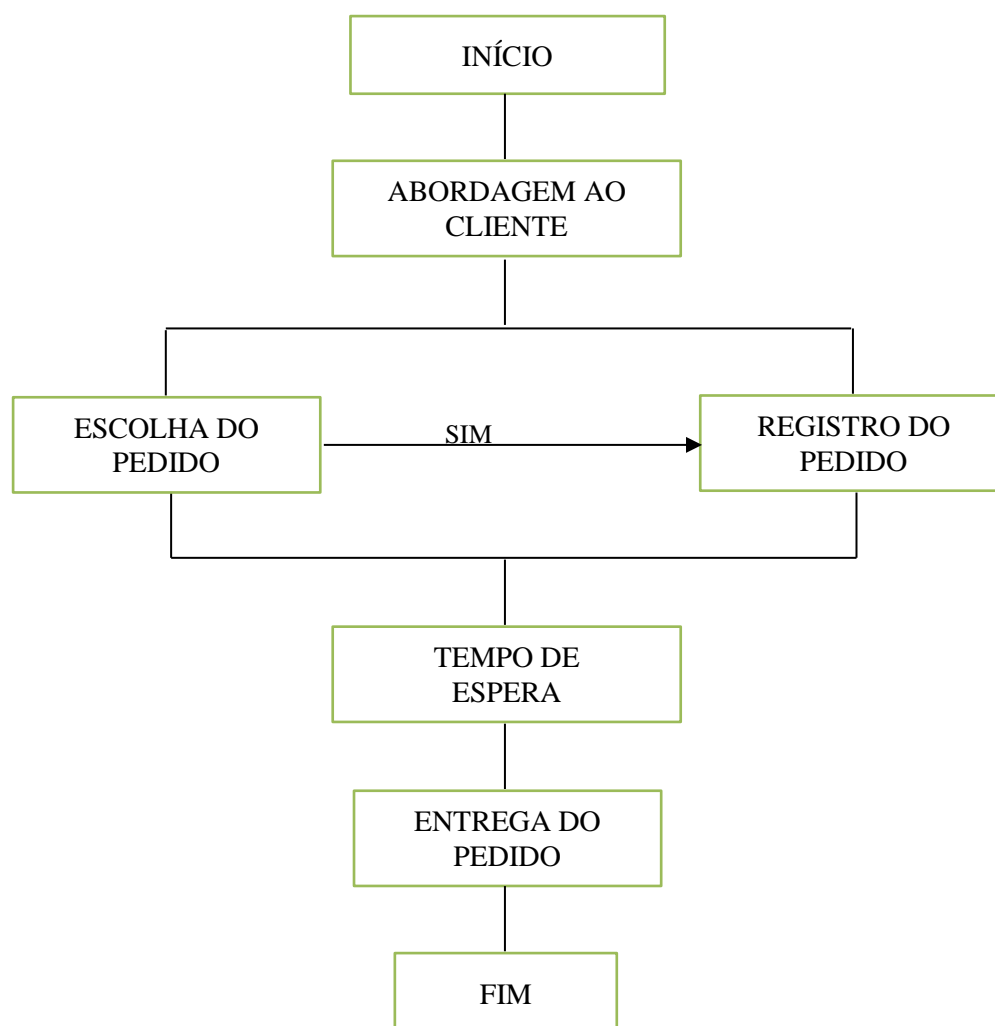 INÍCIO
ABORDAGEM AO
CLIENTE
ESCOLHA DO
PEDIDO
SIM
REGISTRO DO
PEDIDO
TEMPO DE
ESPERA
ENTREGA DO
PEDIDO
FIM